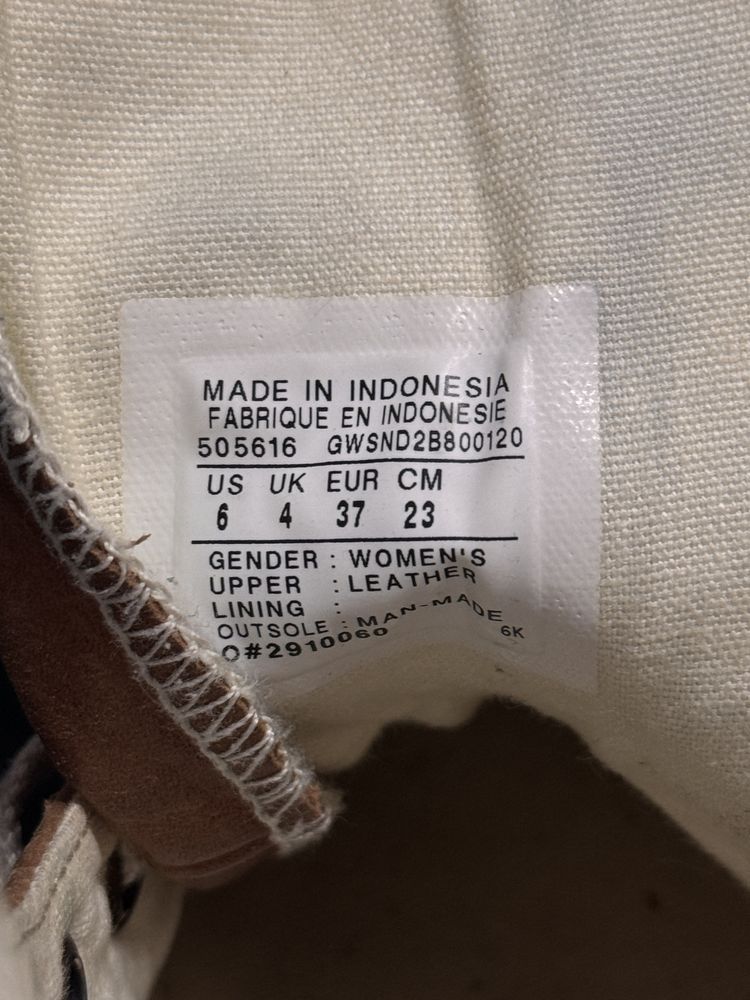 MADE IN INDONESIA
FABRIQUE EN INDONESIE
505616 GWSND2B800120
US UK EUR CM
6 4 37 23
GENDER : WOMEN'S
UPPER : LEATHER
LINING :
OUTSOLE : MAN-MADE
O#2910060 6K